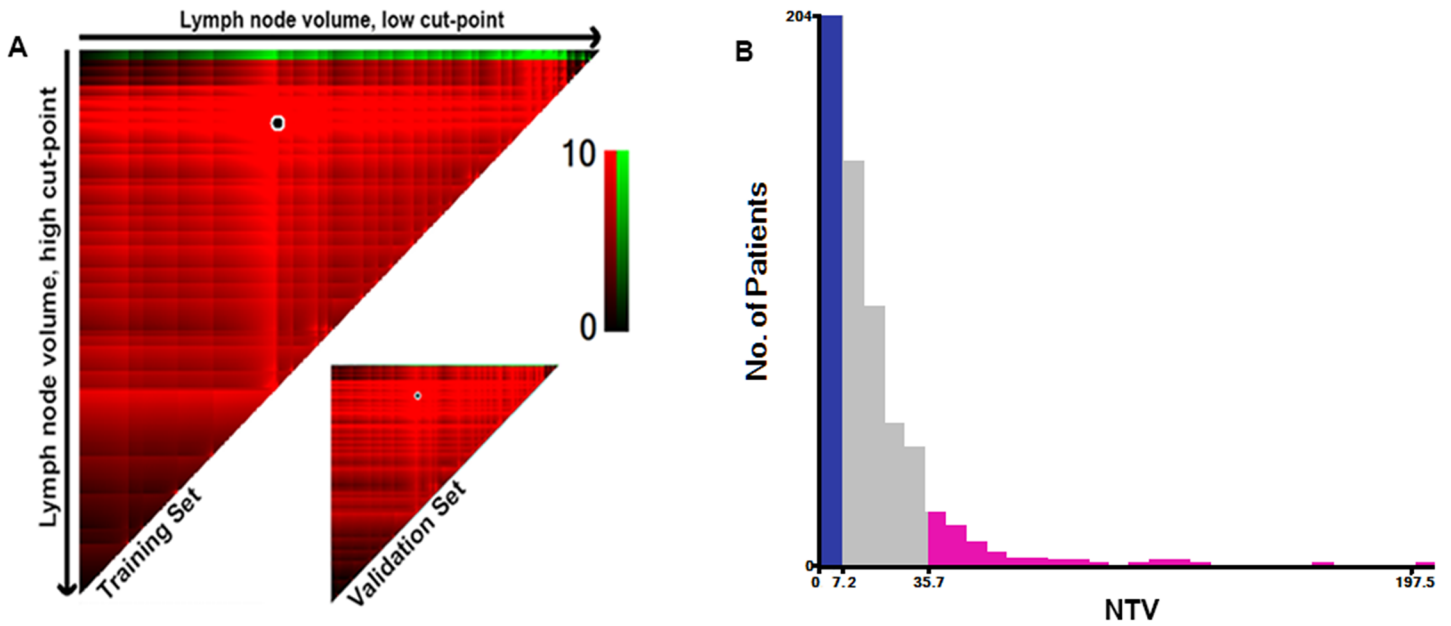 A
Lymph node volume, low cut-point
Lymph node volume, high cut-point
10
0
Training Set
Validation Set
B
204
No. of Patients
0
0 7.2 35.7 197.5
NTV